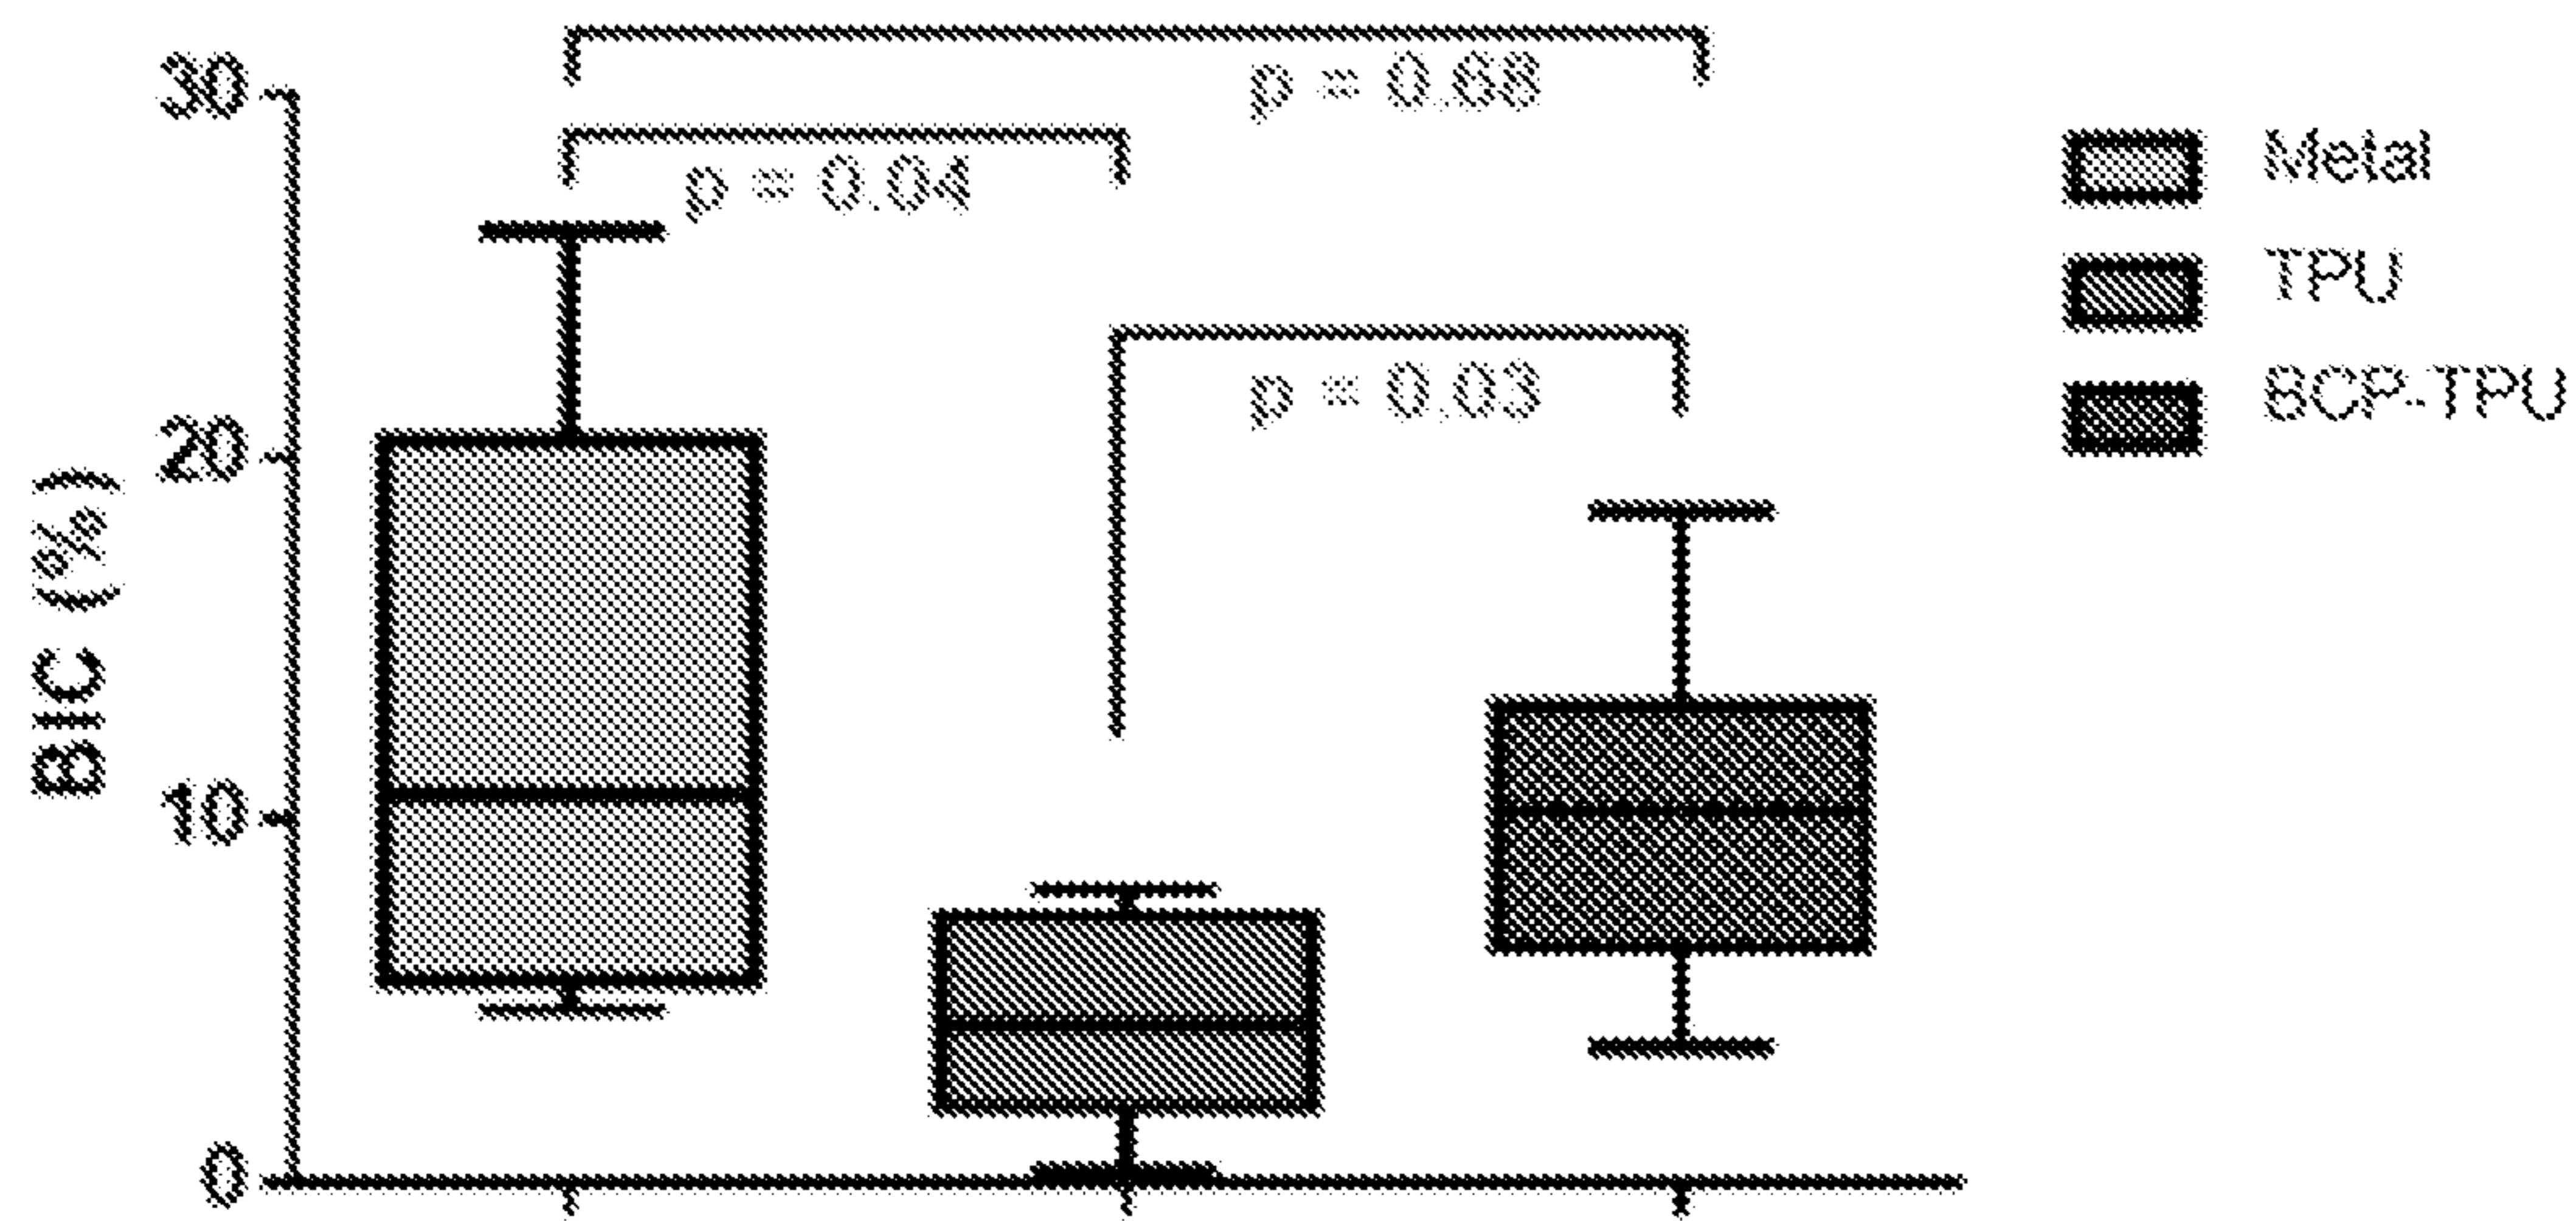 p = 0.68
p = 0.04
p = 0.03
30
20
10
0
BIC (%)
Metal
TPU
BCP-TPU